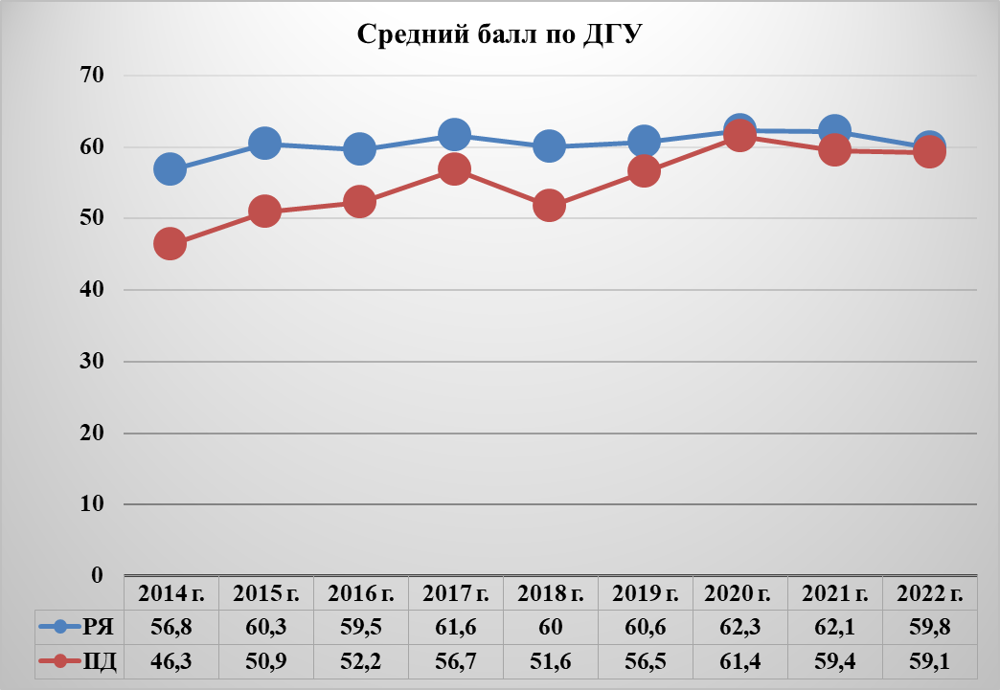 Средний балл по ДГУ
70
60
50
40
30
20
10
0
2014 г. 2015 г. 2016 г. 2017 г. 2018 г. 2019 г. 2020 г. 2021 г. 2022 г.
РЯ 56,8 60,3 59,5 61,6 60 60,6 62,3 62,1 59,8
ПД 46,3 50,9 52,2 56,7 51,6 56,5 61,4 59,4 59,1